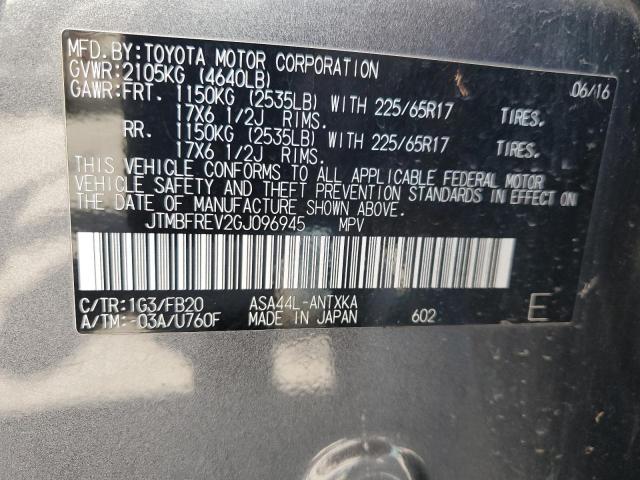 MFD.BY:TOYOTA MOTOR CORPORATION
GVWR:2105KG (4640LB) 06/16
GAWR:FRT. 1150KG (2535LB) WITH 225/65R17 TIRES.
17X6 1/2J RIMS.
RR. 1150KG (2535LB) WITH 225/65R17 TIRES.
17X6 1/2J RIMS.
THIS VEHICLE CONFORMS TO ALL APPLICABLE FEDERAL MOTOR
VEHICLE SAFETY AND THEFT PREVENTION STANDARDS IN EFFECT ON
THE DATE OF MANUFACTURE SHOWN ABOVE.
JTMBFREV2GJ096945 MPV
C/TR:1G3/FB20 ASA44L-ANTXKA
A/TM:-03A/U760F MADE IN JAPAN 602 E